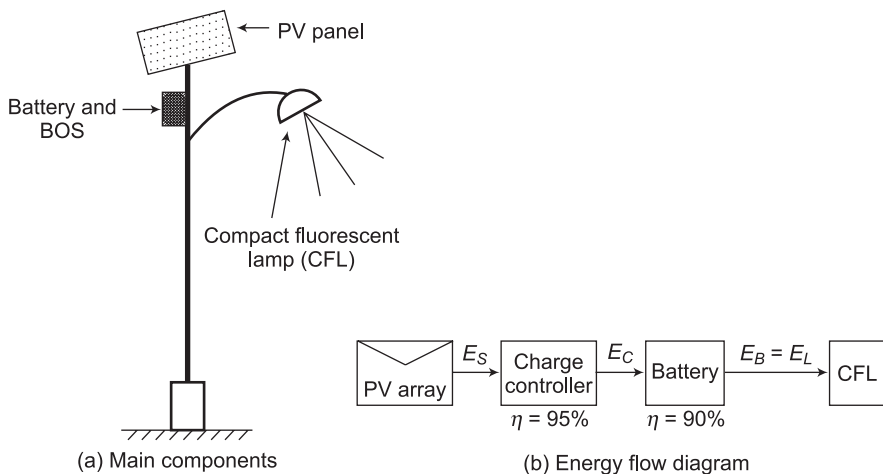 PV panel
Battery and
BOS
Compact fluorescent
lamp (CFL)
(a) Main components
E_S
E_C
E_B = E_L
PV array
Charge
controller
Battery
CFL
η = 95%
η = 90%
(b) Energy flow diagram